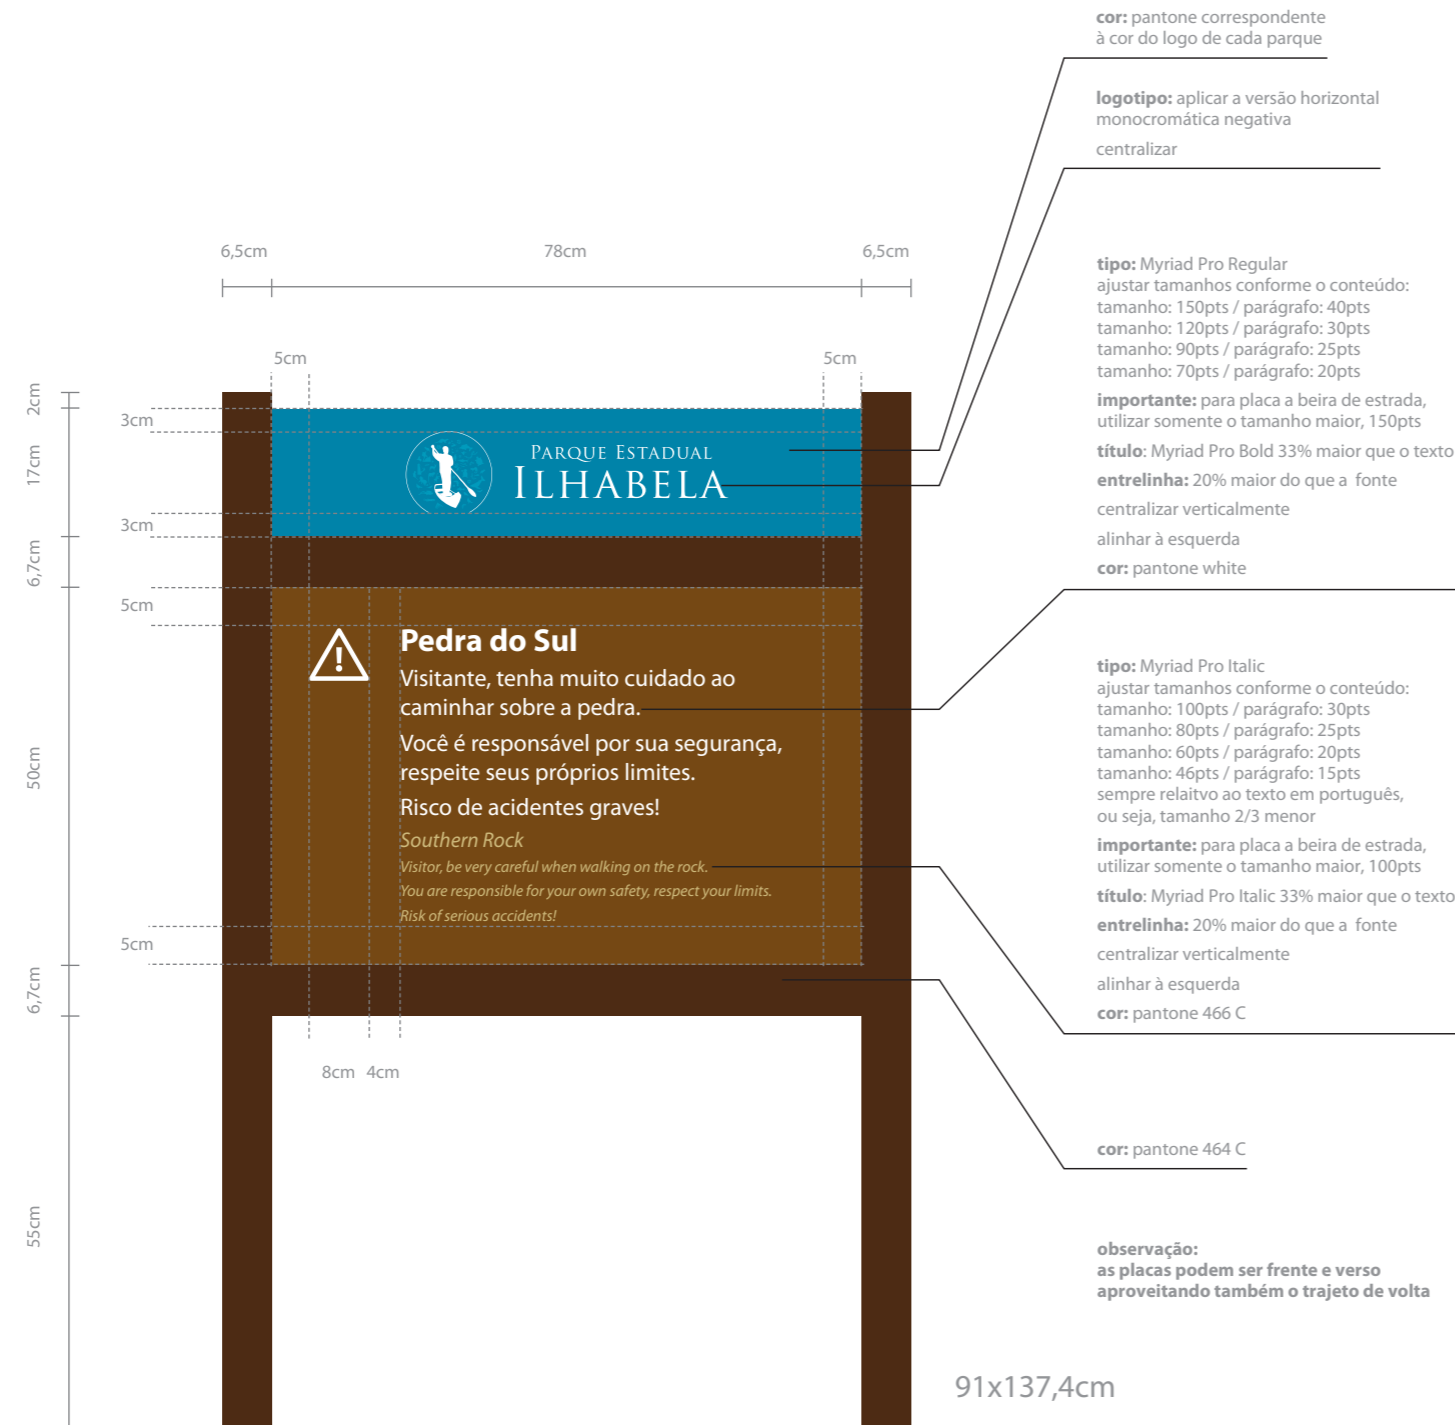 cor: pantone correspondente
à cor do logo de cada parque
logotipo: aplicar a versão horizontal
monocromática negativa
centralizar
6,5cm
78cm
6,5cm
5cm
5cm
2cm
17cm
6,7cm
50cm
6,7cm
55cm
3cm
3cm
5cm
5cm
PARQUE ESTADUAL
ILHABELA
Pedra do Sul
Visitante, tenha muito cuidado ao
caminhar sobre a pedra.
Você é responsável por sua segurança,
respeite seus próprios limites.
Risco de acidentes graves!
Southern Rock
Visitor, be very careful when walking on the rock.
You are responsible for your own safety, respect your limits.
Risk of serious accidents!
8cm
4cm
tipo: Myriad Pro Regular
ajustar tamanhos conforme o conteúdo:
tamanho: 150pts / parágrafo: 40pts
tamanho: 120pts / parágrafo: 30pts
tamanho: 90pts / parágrafo: 25pts
tamanho: 70pts / parágrafo: 20pts
importante: para placa a beira de estrada,
utilizar somente o tamanho maior, 150pts
título: Myriad Pro Bold 33% maior que o texto
entrelinha: 20% maior do que a fonte
centralizar verticalmente
alinhar à esquerda
cor: pantone white
tipo: Myriad Pro Italic
ajustar tamanhos conforme o conteúdo:
tamanho: 100pts / parágrafo: 30pts
tamanho: 80pts / parágrafo: 25pts
tamanho: 60pts / parágrafo: 20pts
tamanho: 46pts / parágrafo: 15pts
sempre relaitvo ao texto em português,
ou seja, tamanho 2/3 menor
importante: para placa a beira de estrada,
utilizar somente o tamanho maior, 100pts
título: Myriad Pro Italic 33% maior que o texto
entrelinha: 20% maior do que a fonte
centralizar verticalmente
alinhar à esquerda
cor: pantone 466 C
cor: pantone 464 C
observação:
as placas podem ser frente e verso
aproveitando também o trajeto de volta
91x137,4cm